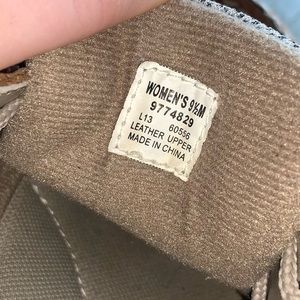 WOMEN'S 9½M
9774829
L13 60556
LEATHER UPPER
MADE IN CHINA